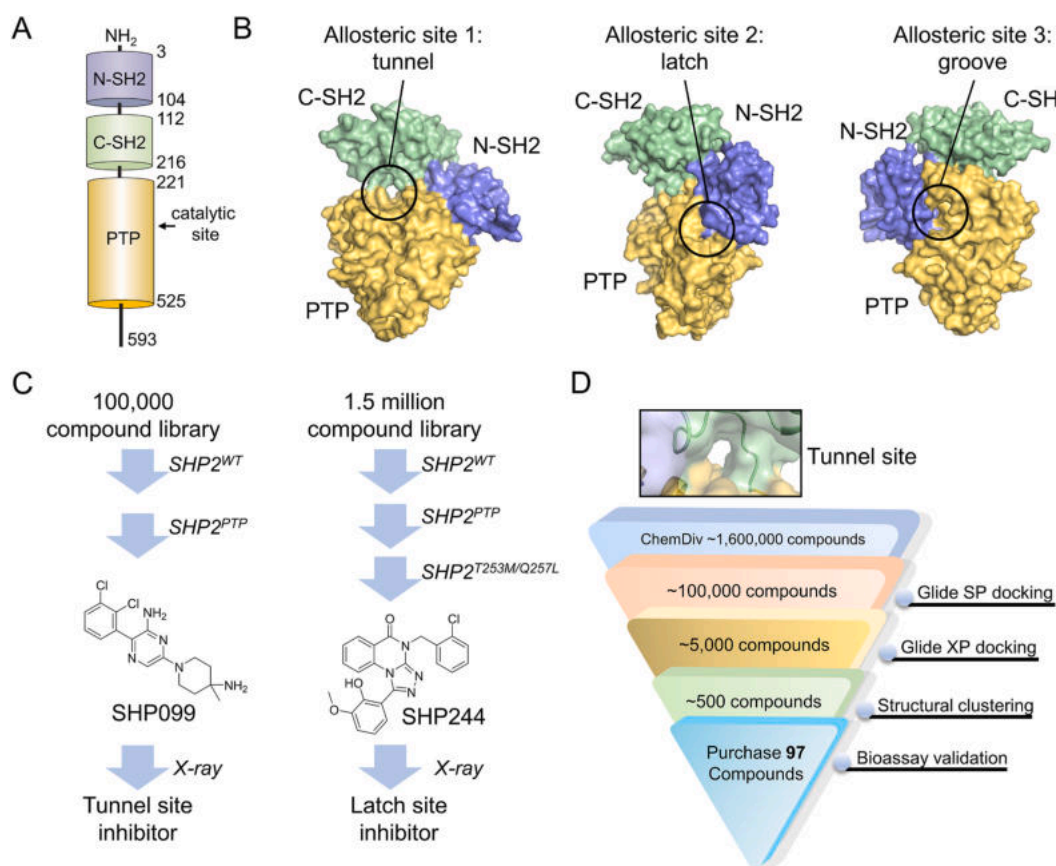 A
NH2
3
N-SH2
104
112
C-SH2
216
221
catalytic
site
PTP
525
593
B
Allosteric site 1:
tunnel
C-SH2
N-SH2
PTP
Allosteric site 2:
latch
C-SH2
N-SH2
PTP
Allosteric site 3:
groove
C-SH2
N-SH2
PTP
C
100,000
compound library
SHP2WT
SHP2PTP
Cl
Cl
NH2
N
N
N
NH2
SHP099
X-ray
Tunnel site
inhibitor
1.5 million
compound library
SHP2WT
SHP2PTP
SHP2T253M/Q257L
O
Cl
N
N
N
N
HO
O
SHP244
X-ray
Latch site
inhibitor
D
Tunnel site
ChemDiv ~1,600,000 compounds
~100,000 compounds
Glide SP docking
~5,000 compounds
Glide XP docking
~500 compounds
Structural clustering
Purchase 97
Compounds
Bioassay validation